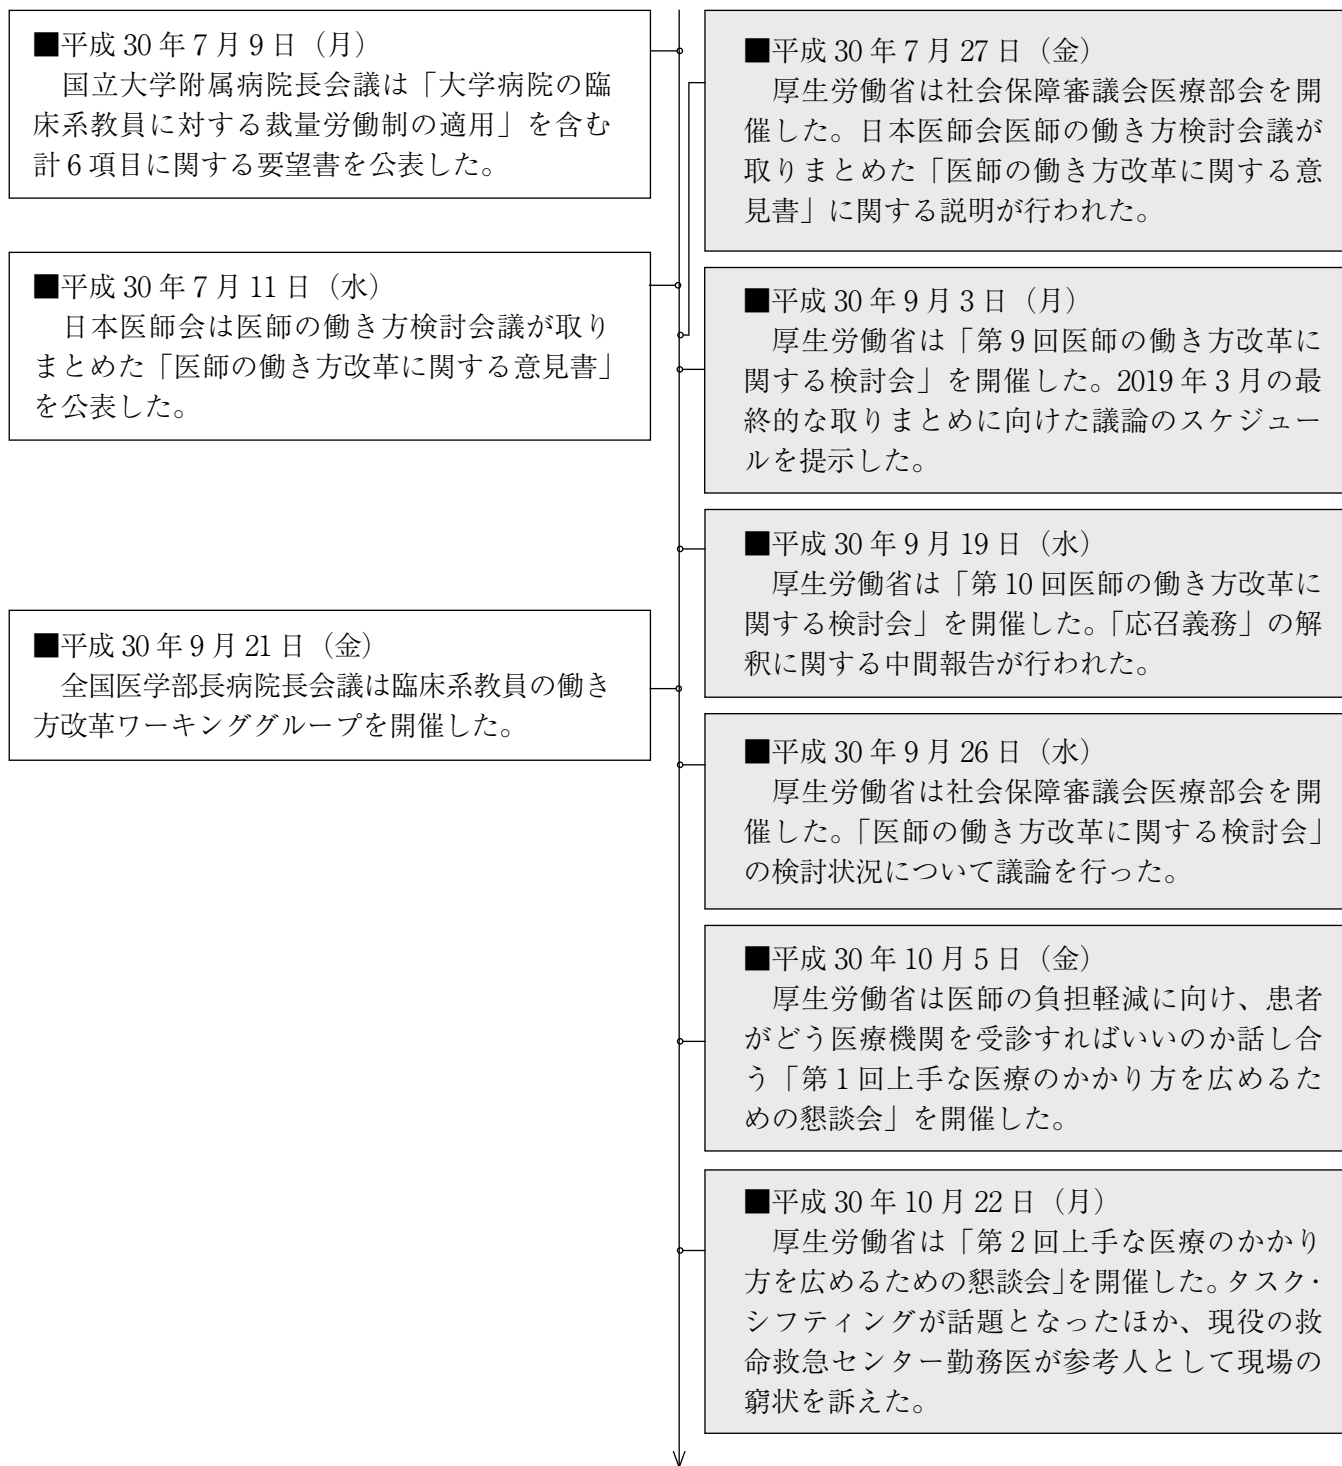 ■平成 30 年 7 月 9 日（月）
　国立大学附属病院長会議は「大学病院の臨
床系教員に対する裁量労働制の適用」を含む
計 6 項目に関する要望書を公表した。
■平成 30 年 7 月 11 日（水）
　日本医師会は医師の働き方検討会議が取り
まとめた「医師の働き方改革に関する意見書」
を公表した。
■平成 30 年 7 月 27 日（金）
　厚生労働省は社会保障審議会医療部会を開
催した。日本医師会医師の働き方検討会議が
取りまとめた「医師の働き方改革に関する意
見書」に関する説明が行われた。
■平成 30 年 9 月 3 日（月）
　厚生労働省は「第 9 回医師の働き方改革に
関する検討会」を開催した。2019 年 3 月の最
終的な取りまとめに向けた議論のスケジュー
ルを提示した。
■平成 30 年 9 月 19 日（水）
　厚生労働省は「第 10 回医師の働き方改革に
関する検討会」を開催した。「応召義務」の解
釈に関する中間報告が行われた。
■平成 30 年 9 月 21 日（金）
　全国医学部長病院長会議は臨床系教員の働き
方改革ワーキンググループを開催した。
■平成 30 年 9 月 26 日（水）
　厚生労働省は社会保障審議会医療部会を開
催した。「医師の働き方改革に関する検討会」
の検討状況について議論を行った。
■平成 30 年 10 月 5 日（金）
　厚生労働省は医師の負担軽減に向け、患者
がどう医療機関を受診すればいいのか話し合
う「第 1 回上手な医療のかかり方を広めるた
めの懇談会」を開催した。
■平成 30 年 10 月 22 日（月）
　厚生労働省は「第 2 回上手な医療のかかり
方を広めるための懇談会」を開催した。タスク・
シフティングが話題となったほか、現役の救
命救急センター勤務医が参考人として現場の
窮状を訴えた。